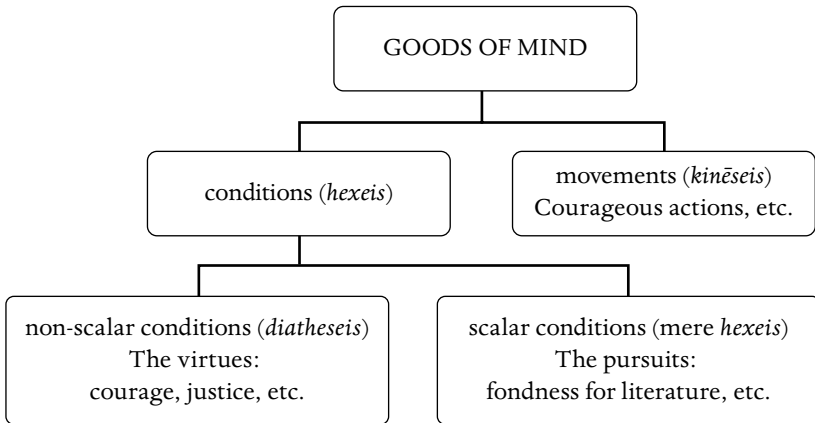 GOODS OF MIND
conditions (hexeis)
movements (kinēseis)
Courageous actions, etc.
non-scalar conditions (diatheseis)
The virtues:
courage, justice, etc.
scalar conditions (mere hexeis)
The pursuits:
fondness for literature, etc.